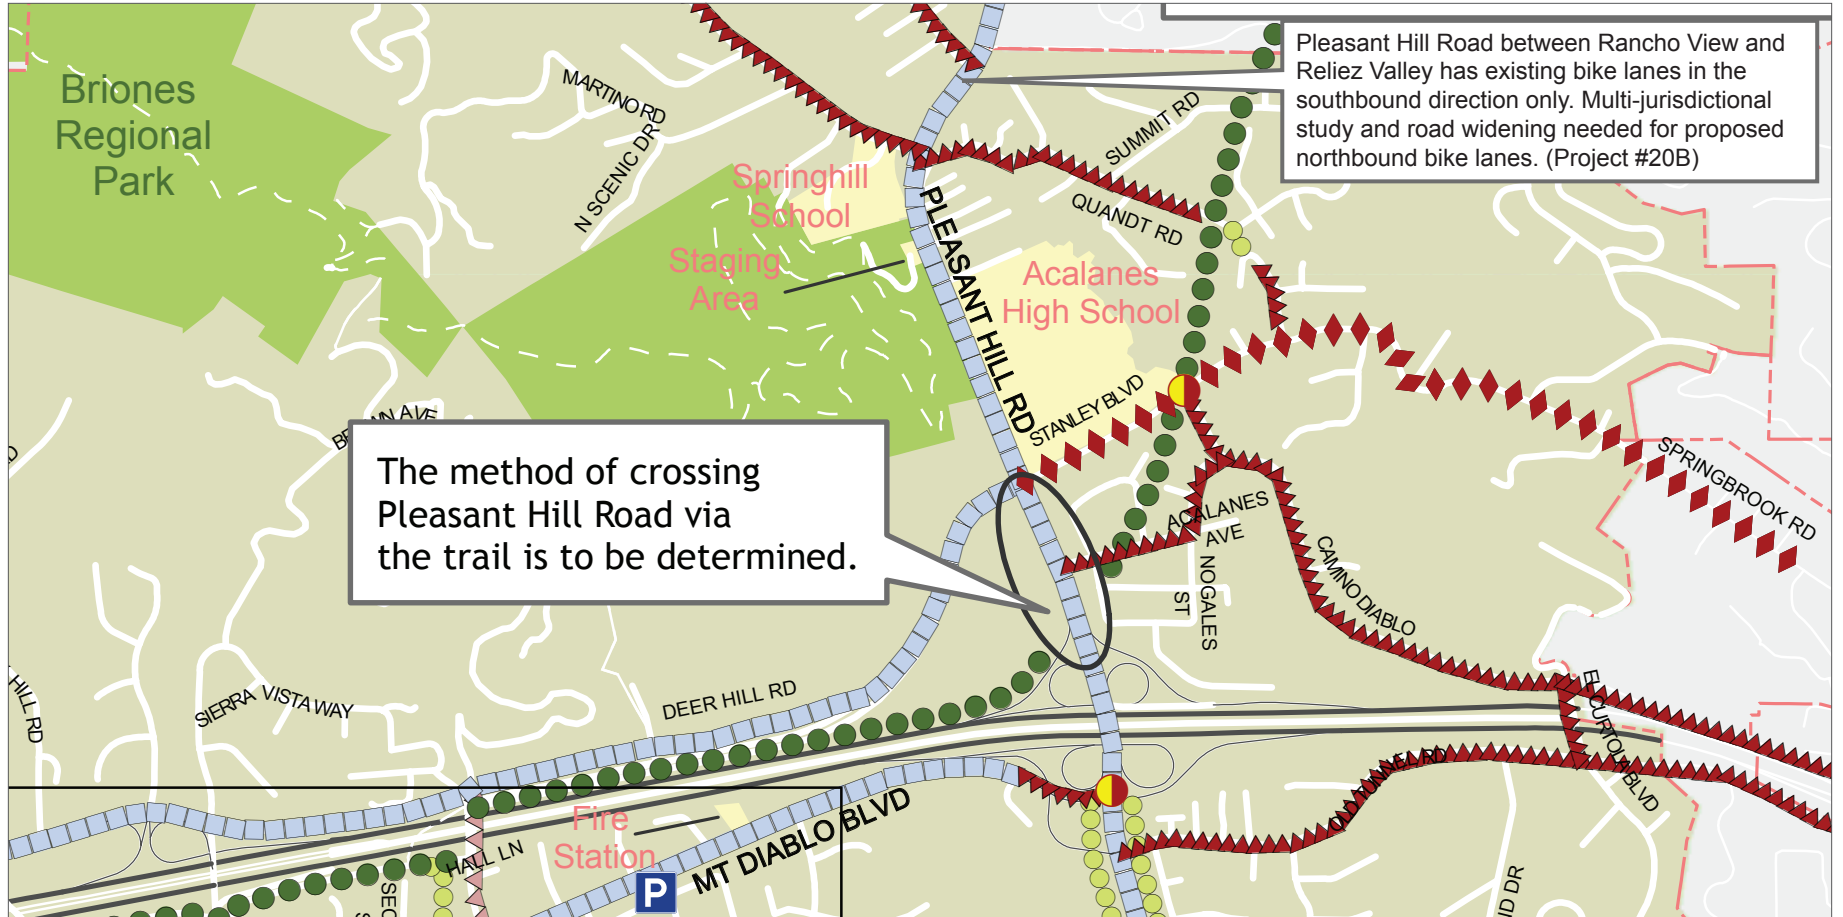 Pleasant Hill Road between Rancho View and
Reliez Valley has existing bike lanes in the
southbound direction only. Multi-jurisdictional
study and road widening needed for proposed
northbound bike lanes. (Project #20B)
Briones
Regional
Park
MARTINO RD
N SCENIC DR
SUMMIT RD
Springhill
School
QUANDT RD
PLEASANT HILL RD
Staging
Area
Acalanes
High School
STANLEY BLVD
The method of crossing
Pleasant Hill Road via
the trail is to be determined.
SPRINGBROOK RD
ACALANES
AVE
NOGALES
ST
CAMINO DIABLO
HILL RD
SIERRA VISTA WAY
DEER HILL RD
EL CURTOLA BLVD
OLD TUNNEL RD
Fire
Station
MT DIABLO BLVD
HALL LN
P
SEC
ND DR